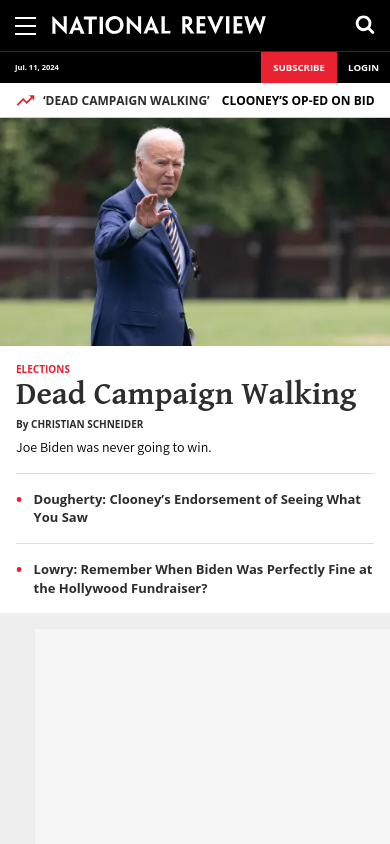 NATIONAL REVIEW
Jul. 11, 2024
SUBSCRIBE
LOGIN
‘DEAD CAMPAIGN WALKING’ CLOONEY’S OP-ED ON BID
ELECTIONS
Dead Campaign Walking
By CHRISTIAN SCHNEIDER
Joe Biden was never going to win.
Dougherty: Clooney’s Endorsement of Seeing What
You Saw
Lowry: Remember When Biden Was Perfectly Fine at
the Hollywood Fundraiser?